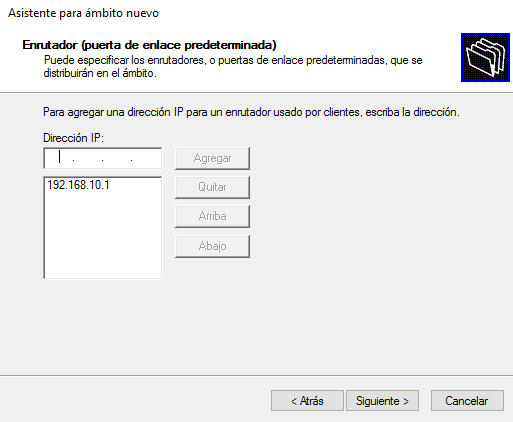 Asistente para ámbito nuevo
Enrutador (puerta de enlace predeterminada)
Puede especificar los enrutadores, o puertas de enlace predeterminadas, que se
distribuirán en el ámbito.
Para agregar una dirección IP para un enrutador usado por clientes, escriba la dirección.
Dirección IP:
. . .
Agregar
192.168.10.1
Quitar
Arriba
Abajo
< Atrás
Siguiente >
Cancelar